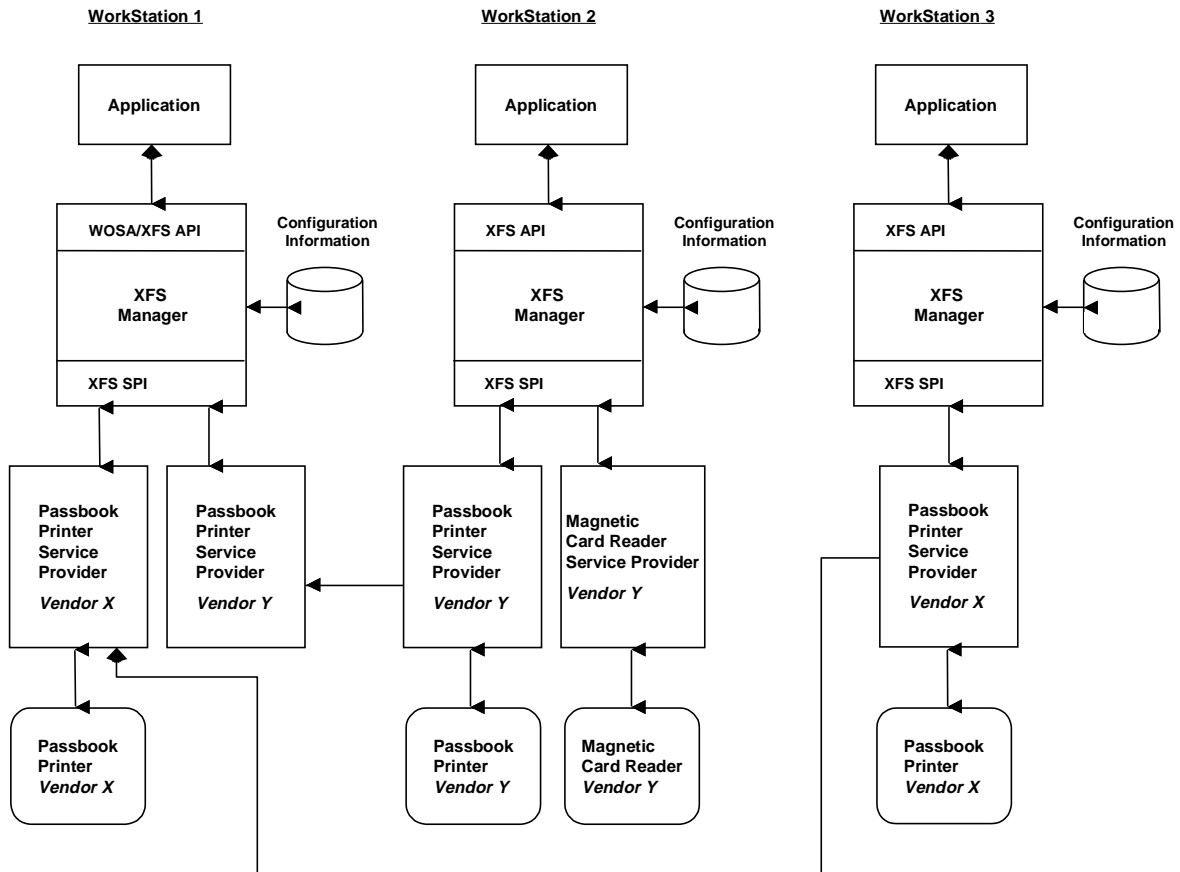 WorkStation 1
WorkStation 2
WorkStation 3
Application
Application
Application
WOSA/XFS API
Configuration
Information
XFS
Manager
XFS SPI
XFS API
Configuration
Information
XFS
Manager
XFS SPI
XFS API
Configuration
Information
XFS
Manager
XFS SPI
Passbook
Printer
Service
Provider
Vendor X
Passbook
Printer
Service
Provider
Vendor Y
Passbook
Printer
Service
Provider
Vendor Y
Magnetic
Card Reader
Service Provider
Vendor Y
Passbook
Printer
Service
Provider
Vendor X
Passbook
Printer
Vendor X
Passbook
Printer
Vendor Y
Magnetic
Card Reader
Vendor Y
Passbook
Printer
Vendor X